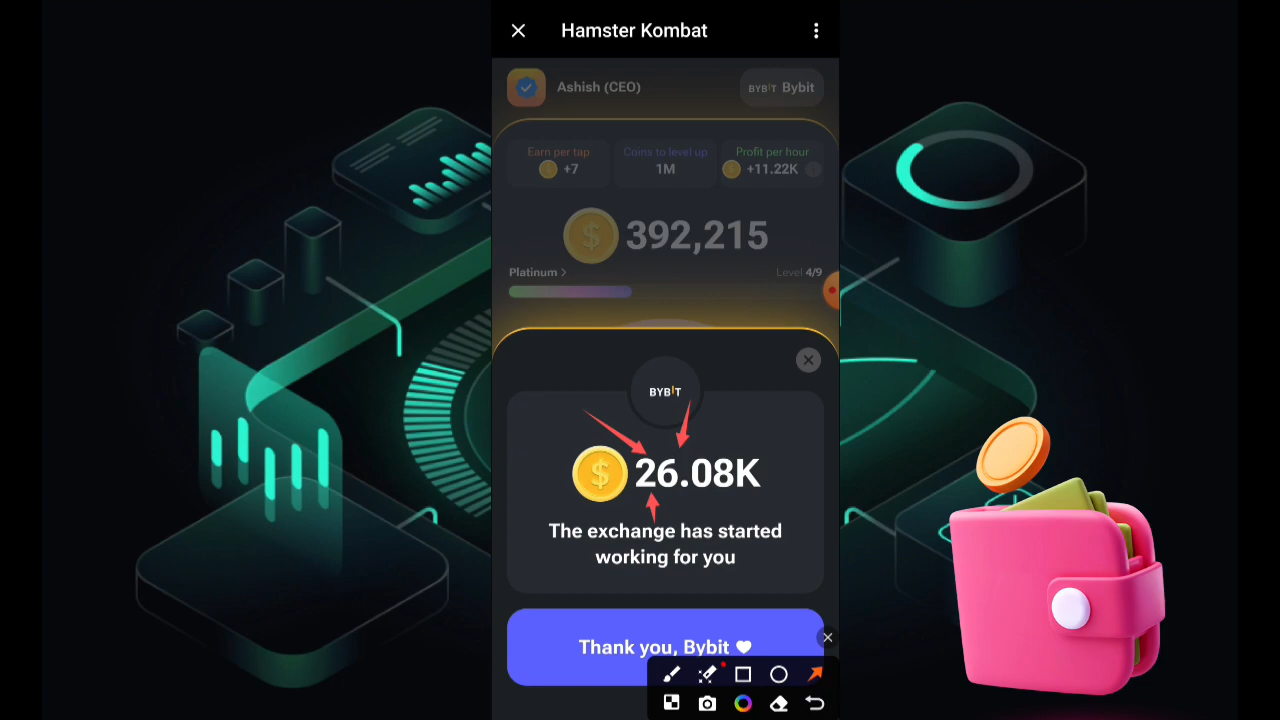 Hamster Kombat
Ashish (CEO)
BYBIT Bybit
Earn per tap
+7
Coins to level up
1M
Profit per hour
+11.22K
392,215
Platinum >
Level 4/9
BYBIT
26.08K
The exchange has started
working for you
Thank you, Bybit